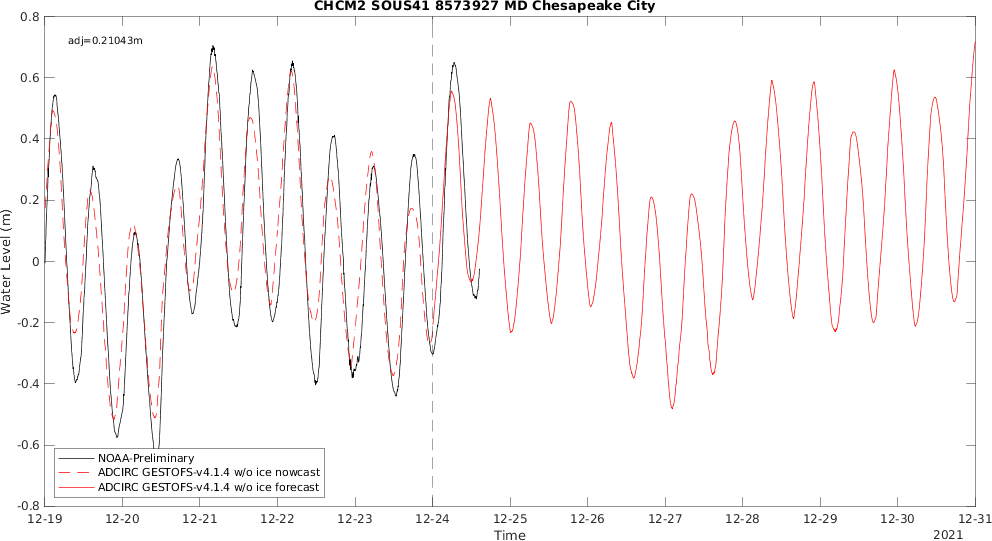 CHCM2 SOUS41 8573927 MD Chesapeake City
adj=0.21043m
0.8
0.6
0.4
0.2
0
-0.2
-0.4
-0.6
-0.8
Water Level (m)
NOAA-Preliminary
ADCIRC GESTOFS-v4.1.4 w/o ice nowcast
ADCIRC GESTOFS-v4.1.4 w/o ice forecast
12-19 12-20 12-21 12-22 12-23 12-24 12-25 12-26 12-27 12-28 12-29 12-30 12-31
Time
2021